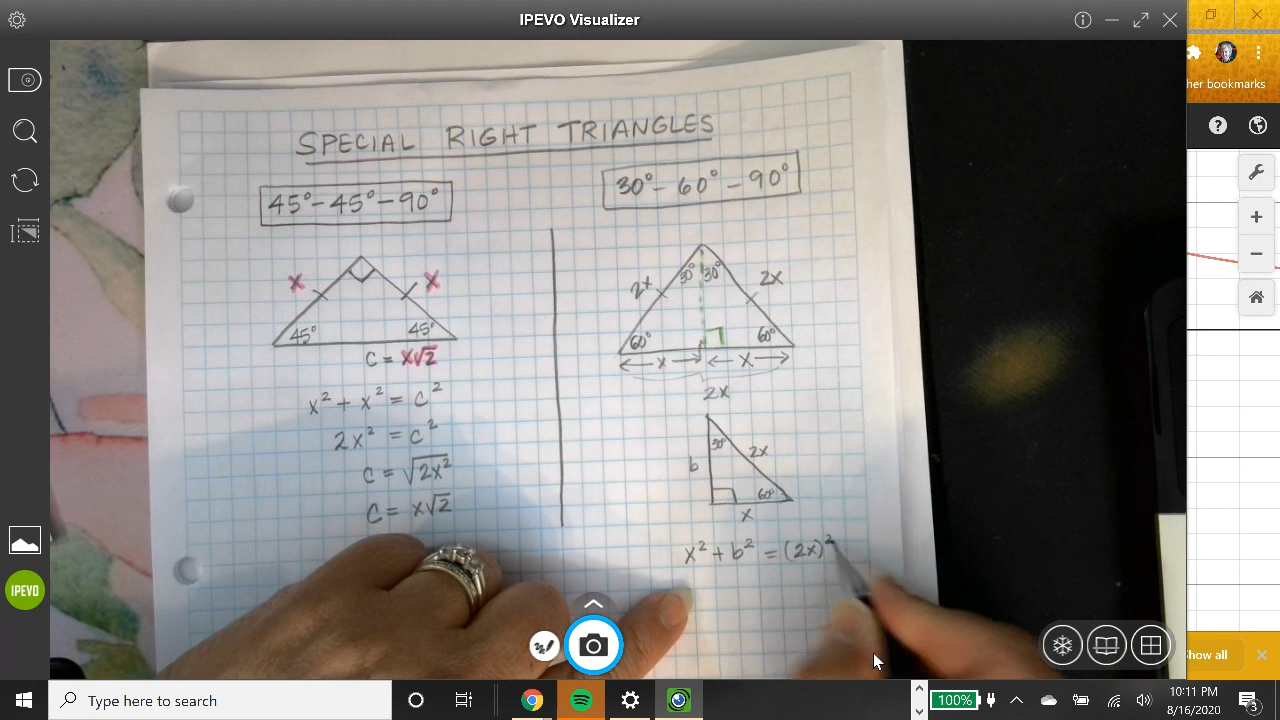 IPEVO Visualizer
her bookmarks
SPECIAL RIGHT TRIANGLES
45°-45°-90°
30°-60°-90°
x
x
45°
45°
c = x√2
x² + x² = c²
2x² = c²
c = √2x²
c = x√2
30°
30°
2x
2x
60°
60°
x
x
2x
30°
b
2x
60°
x
x² + b² = (2x)²
IPEVO
Show all
Type here to search
100%
10:11 PM
8/16/2020
3